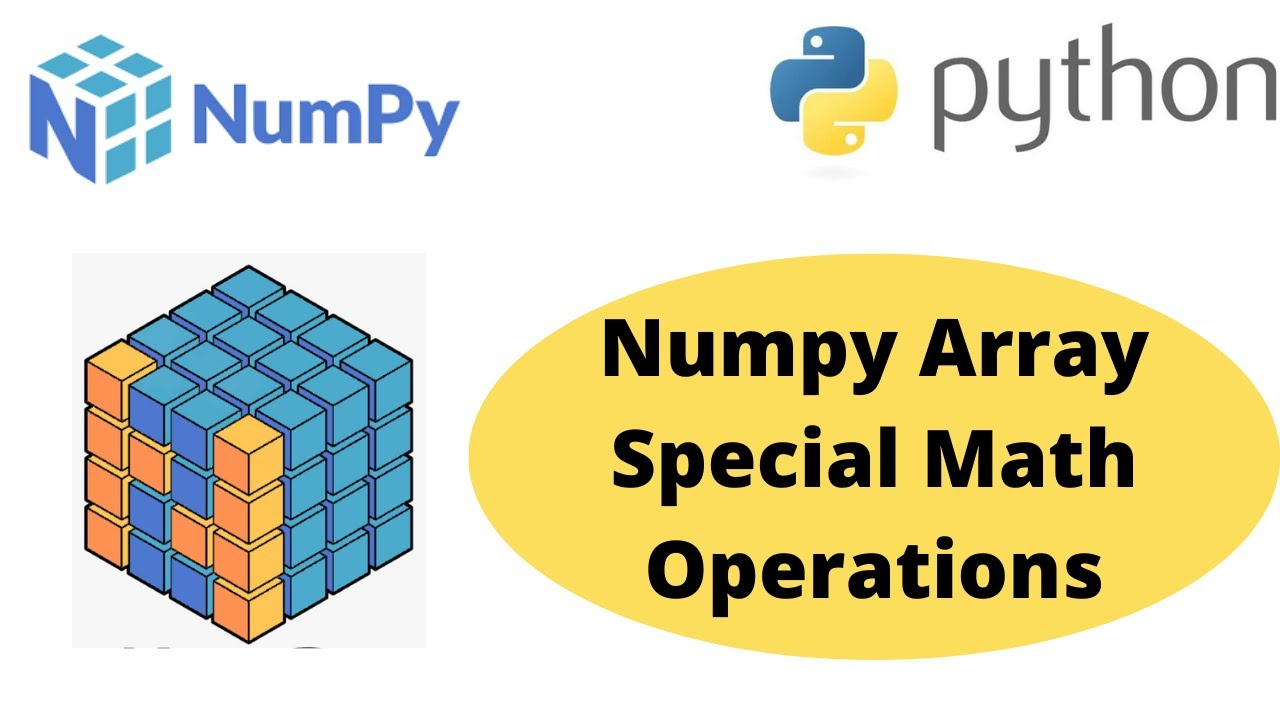 NumPy
python
Numpy Array
Special Math
Operations